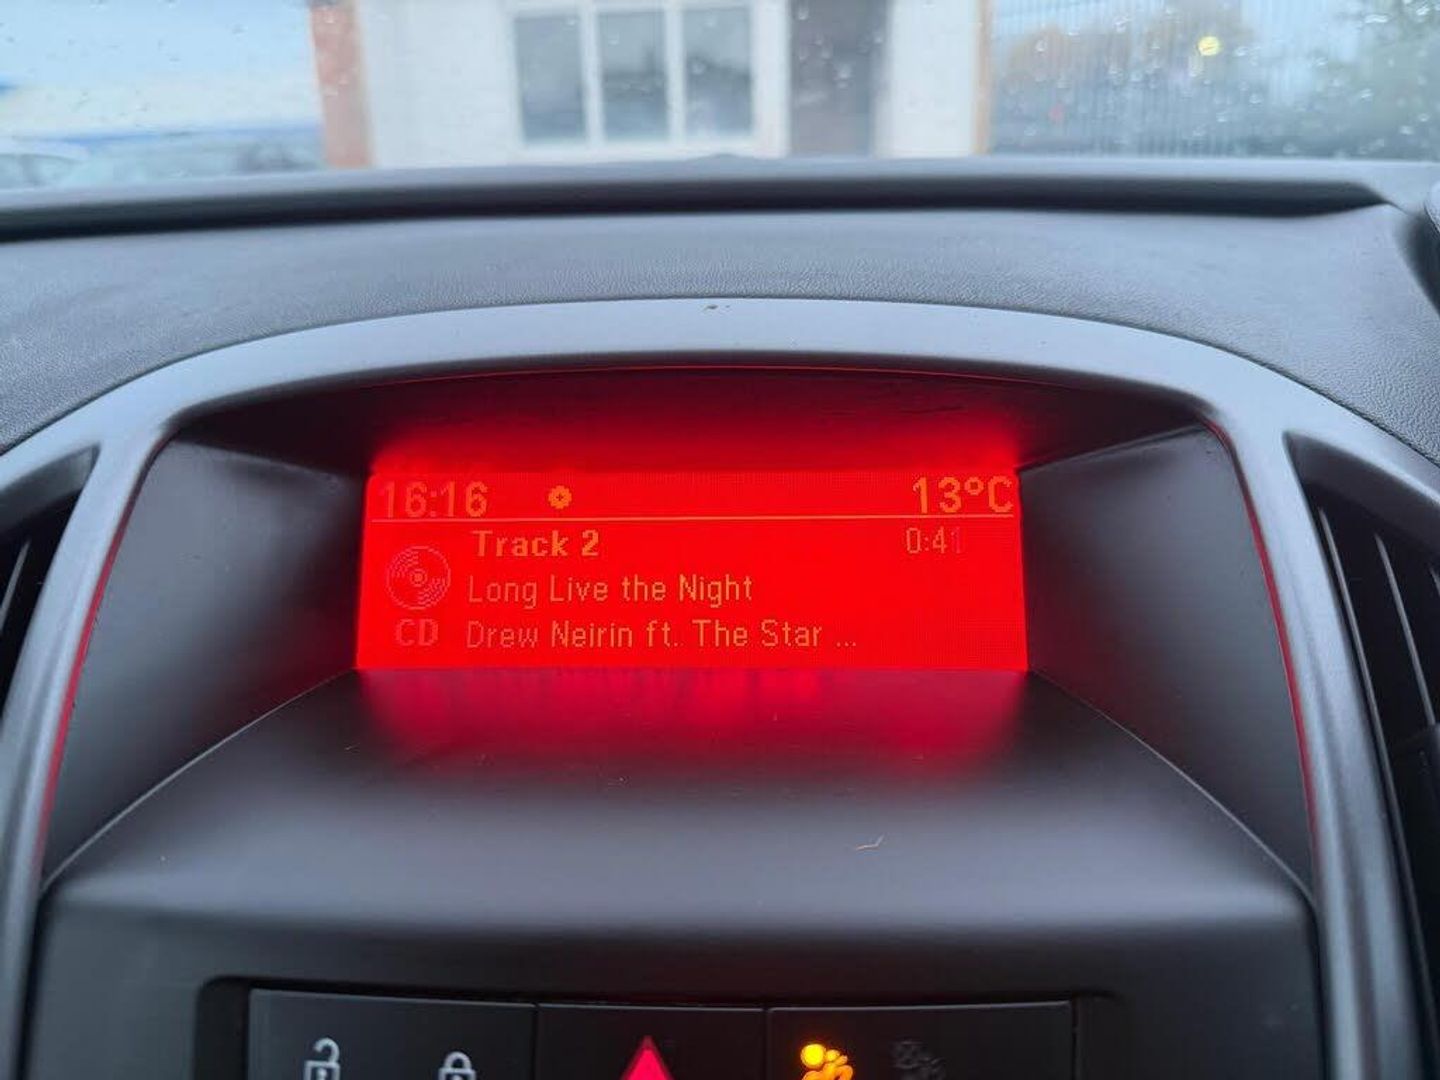 16:16 13°C
Track 2 0:41
Long Live the Night
CD Drew Neirin ft. The Star ...